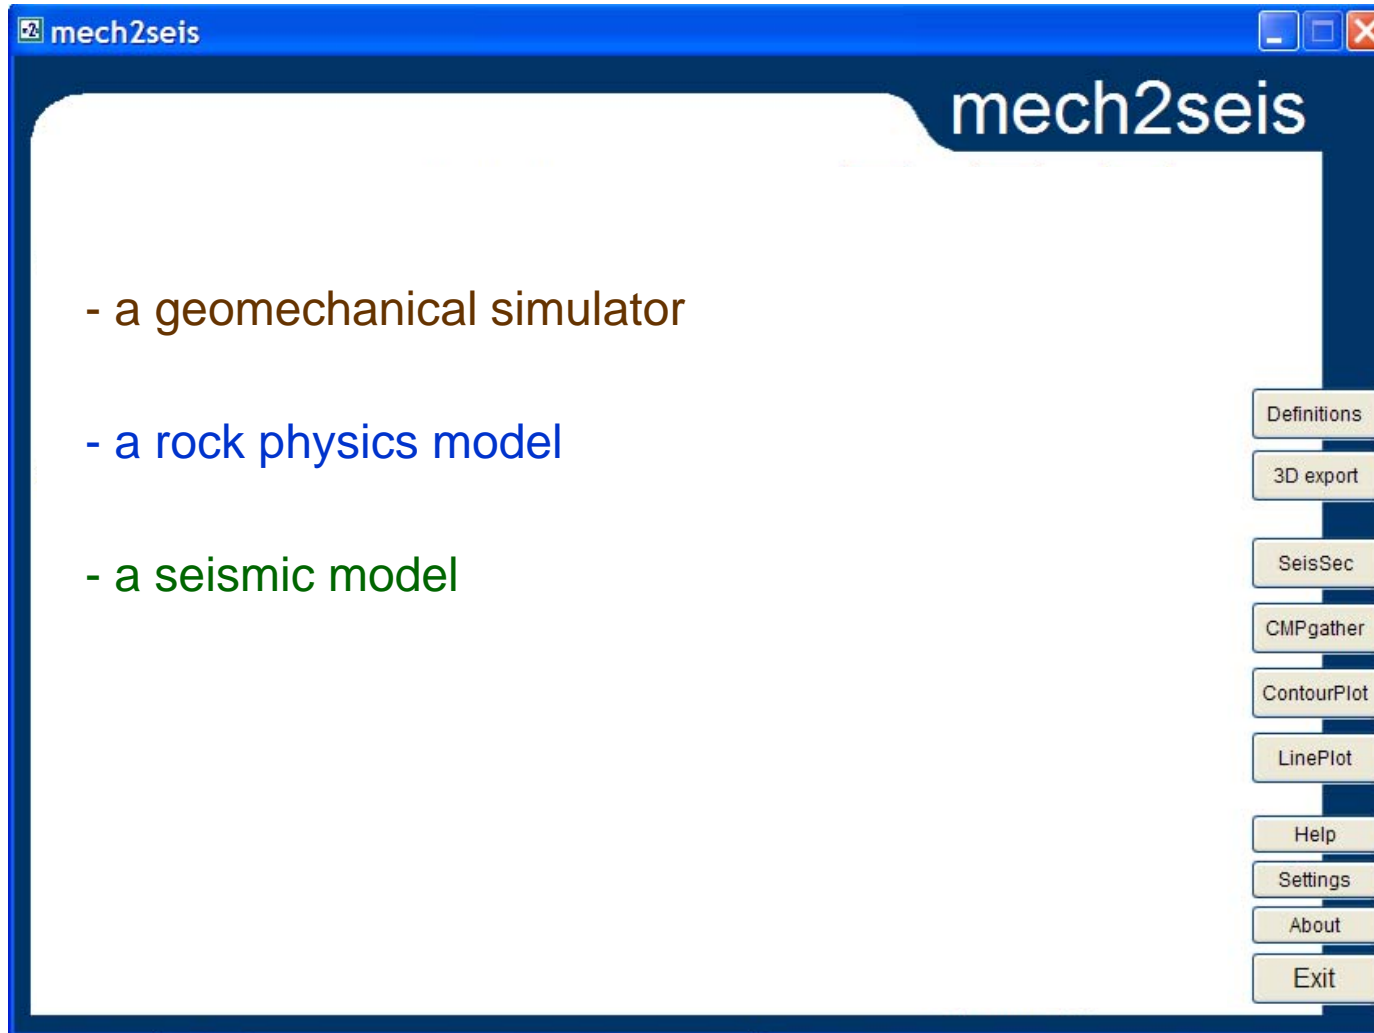 mech2seis
mech2seis
- a geomechanical simulator
- a rock physics model
- a seismic model
Definitions
3D export
SeisSec
CMPgather
ContourPlot
LinePlot
Help
Settings
About
Exit